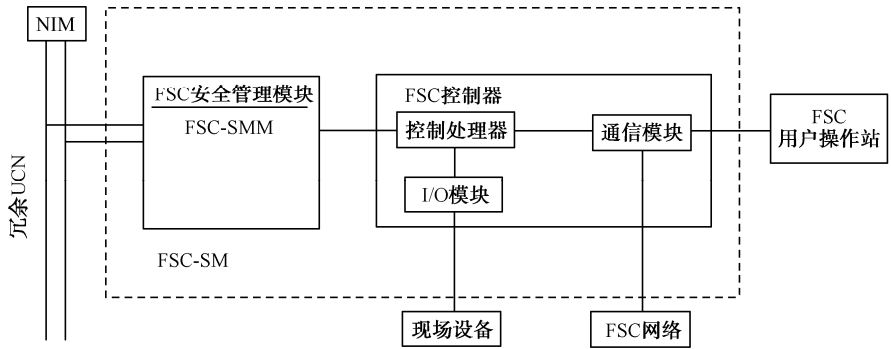 NIM
FSC安全管理模块
FSC-SMM
FSC控制器
控制处理器
通信模块
FSC
用户操作站
I/O模块
冗余UCN
FSC-SM
现场设备
FSC网络